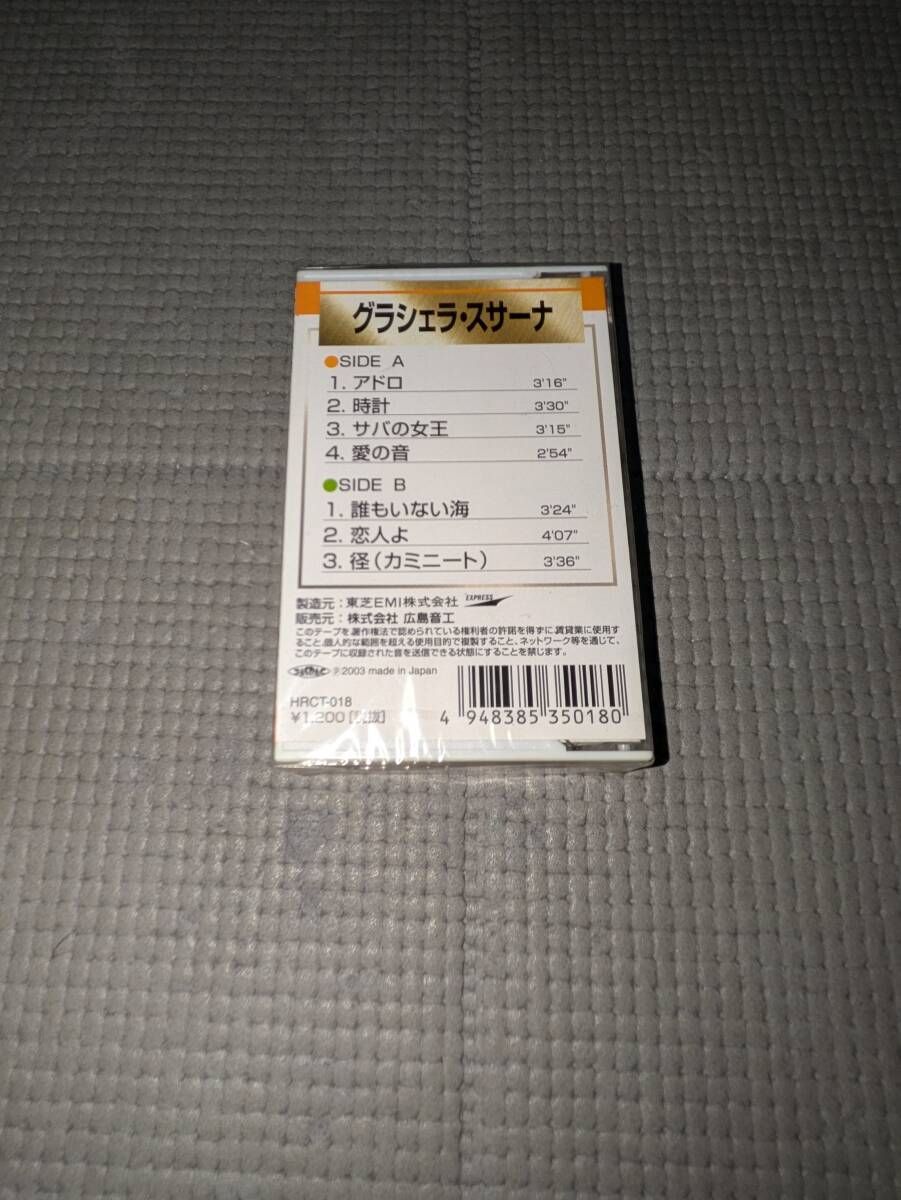 グラシェラ・スサーナ
●SIDE A
1. アドロ 3'16"
2. 時計 3'30"
3. サバの女王 3'15"
4. 愛の音 2'54"
●SIDE B
1. 誰もいない海 3'24"
2. 恋人よ 4'07"
3. 径（カミニート） 3'36"
製造元：東芝EMI株式会社 EXPRESS
販売元：株式会社 広島音工
このテープを著作権法で認められている権利者の許諾を得ずに、賃貸業に使用す
ること、個人的な範囲を超える使用目的で複製すること、ネットワーク等を通じて、
このテープに収録された音を送信できる状態にすることを禁じます。
℗2003 made in Japan
HRCT-018
¥1,200［税抜］
4 948385 350180